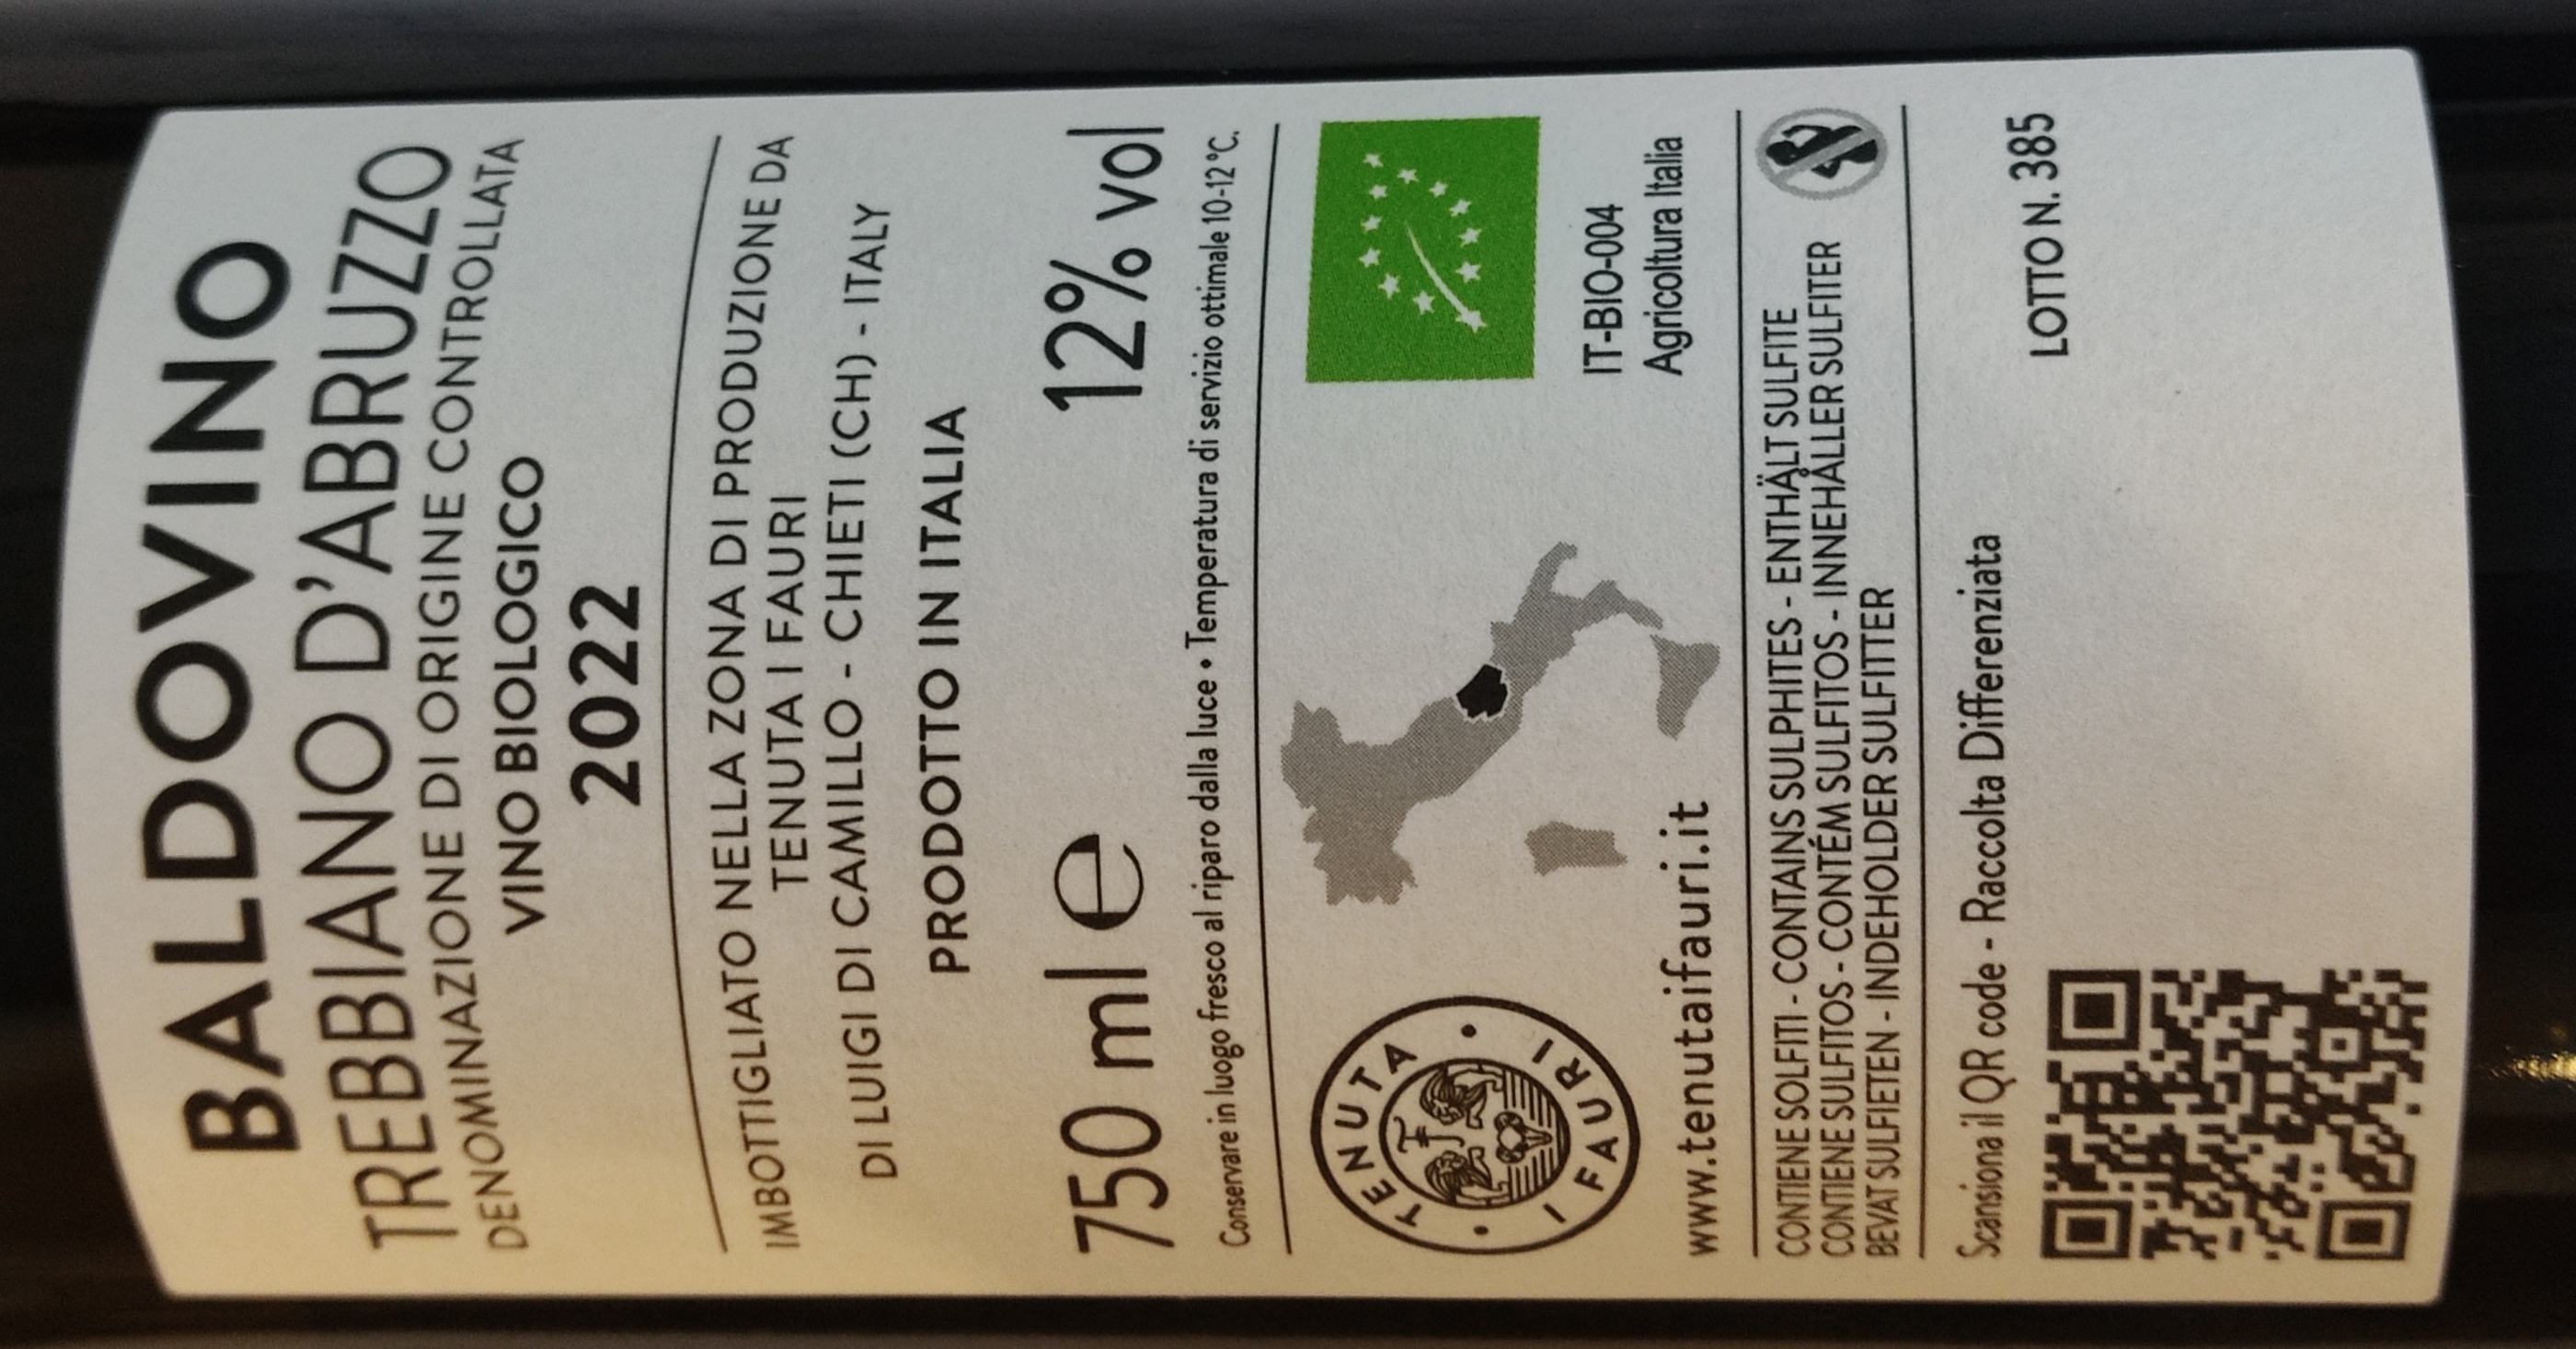 BALDOVINO
TREBBIANO D'ABRUZZO
DENOMINAZIONE DI ORIGINE CONTROLLATA
VINO BIOLOGICO
2022
IMBOTTIGLIATO NELLA ZONA DI PRODUZIONE DA
TENUTA I FAURI
DI LUIGI DI CAMILLO - CHIETI (CH) - ITALY
PRODOTTO IN ITALIA
750 ml e 12% vol
Conservare in luogo fresco al riparo dalla luce • Temperatura di servizio ottimale 10-12 °C.
• TENUTA •
I FAURI
IT-BIO-004
Agricoltura Italia
www.tenutaifauri.it
CONTIENE SOLFITI - CONTAINS SULPHITES - ENTHÄLT SULFITE
CONTIENE SULFITOS - CONTÉM SULFITOS - INNEHÅLLER SULFITER
BEVAT SULFIETEN - INDEHOLDER SULFITTER
Scansiona il QR code - Raccolta Differenziata
LOTTO N. 385